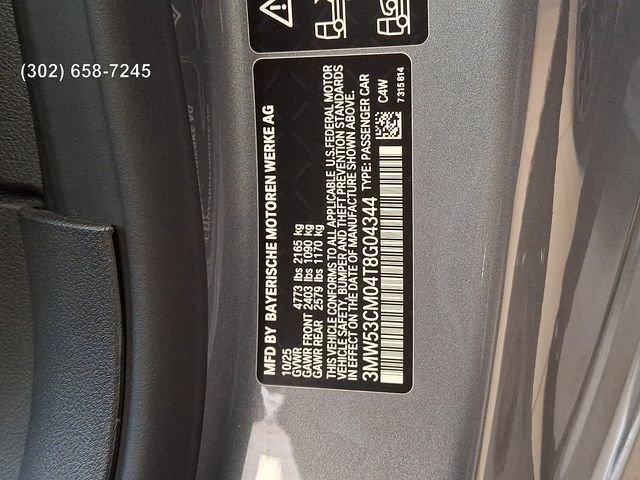 (302) 658-7245
MFD BY BAYERISCHE MOTOREN WERKE AG
10/25
GVWR 4773 lbs 2165 kg
GAWR FRONT 2403 lbs 1090 kg
GAWR REAR 2579 lbs 1170 kg
THIS VEHICLE CONFORMS TO ALL APPLICABLE U.S. FEDERAL MOTOR
VEHICLE SAFETY, BUMPER AND THEFT PREVENTION STANDARDS
IN EFFECT ON THE DATE OF MANUFACTURE SHOWN ABOVE.
3MW53CM04T8G04344 TYPE: PASSENGER CAR
C4W
7 315 814